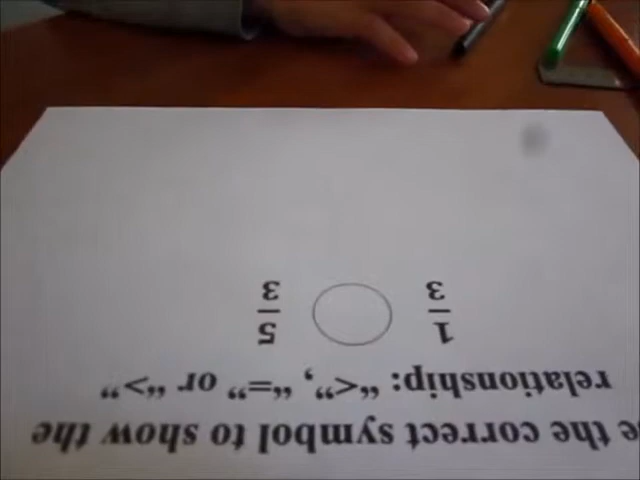 the correct symbol to show the
relationship: “<”, “=” or “>”
1/3 5/3